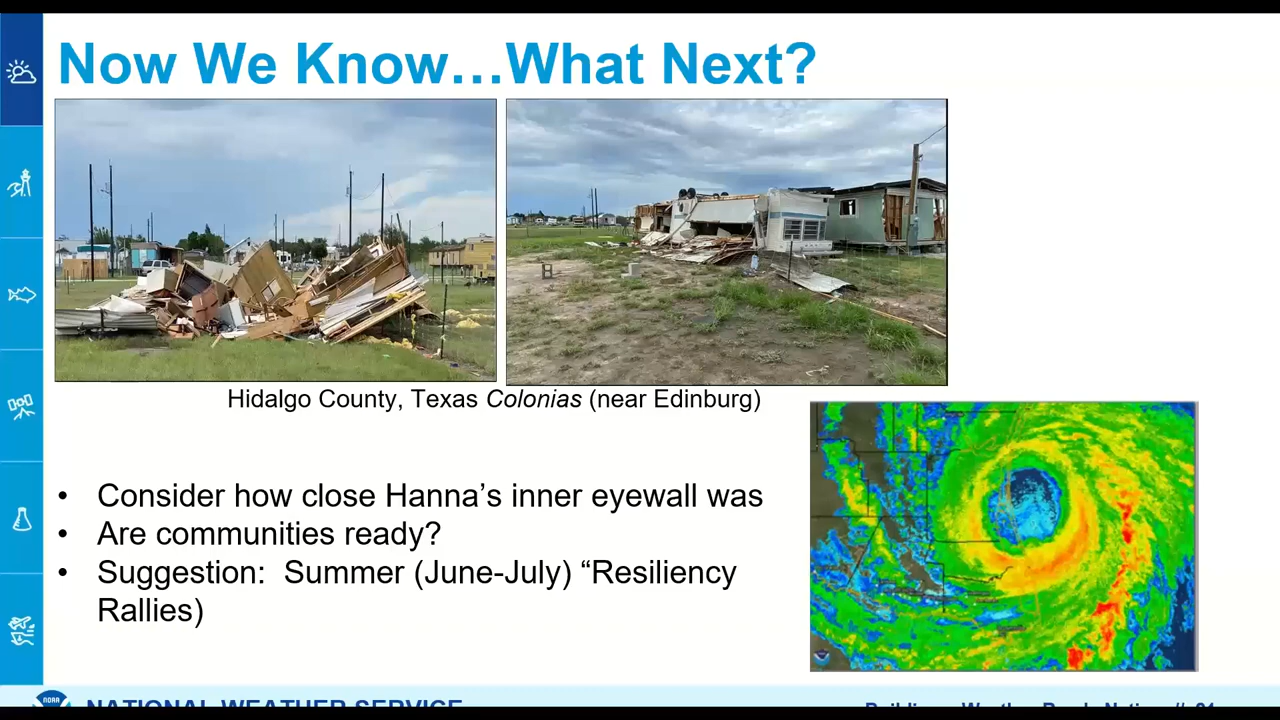 Now We Know…What Next?
Hidalgo County, Texas Colonias (near Edinburg)
• Consider how close Hanna’s inner eyewall was
• Are communities ready?
• Suggestion:  Summer (June-July) “Resiliency
Rallies)
NOAA
NATIONAL WEATHER SERVICE